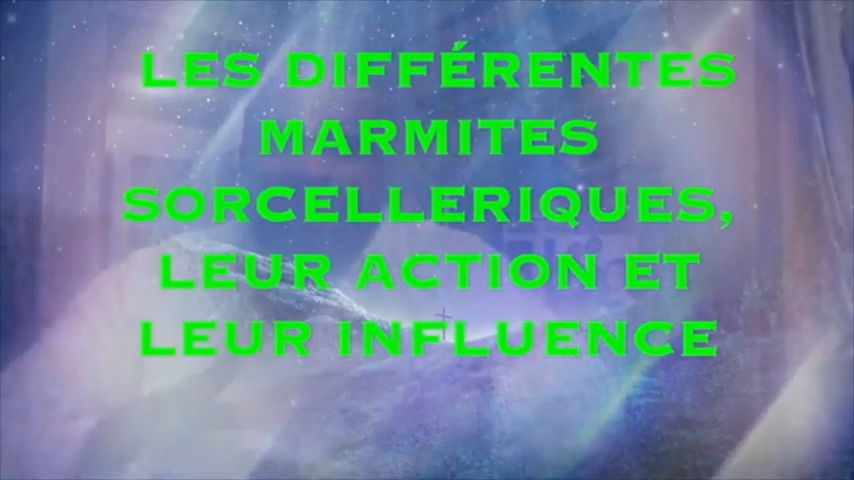 LES DIFFÉRENTES
MARMITES
SORCELLERIQUES,
LEUR ACTION ET
LEUR INFLUENCE